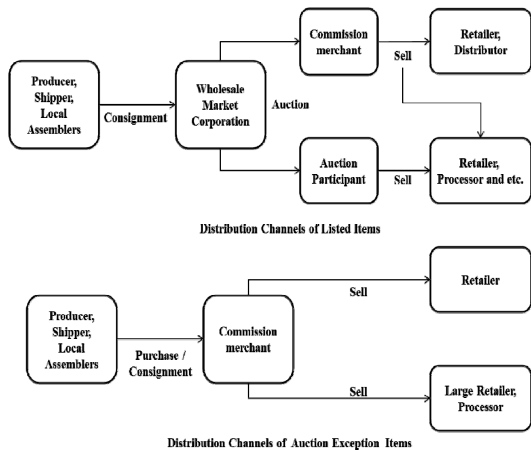 Producer,
Shipper,
Local
Assemblers
Consignment
Wholesale
Market
Corporation
Auction
Commission
merchant
Sell
Retailer,
Distributor
Auction
Participant
Sell
Retailer,
Processor and etc.
Distribution Channels of Listed Items
Producer,
Shipper,
Local
Assemblers
Purchase /
Consignment
Commission
merchant
Sell
Retailer
Sell
Large Retailer,
Processor
Distribution Channels of Auction Exception Items